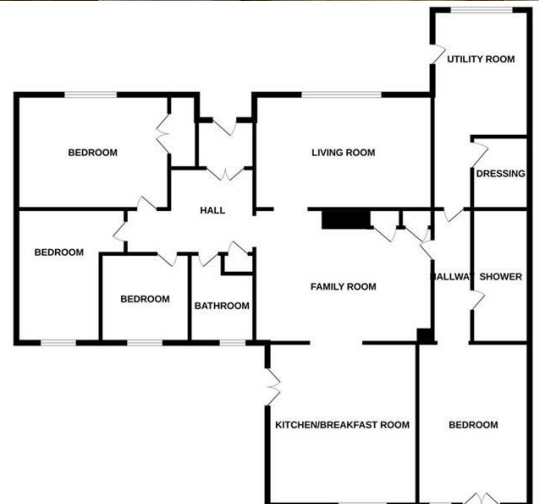 UTILITY ROOM
BEDROOM
LIVING ROOM
DRESSING
HALL
BEDROOM
HALLWAY
SHOWER
FAMILY ROOM
BEDROOM
BATHROOM
KITCHEN/BREAKFAST ROOM
BEDROOM